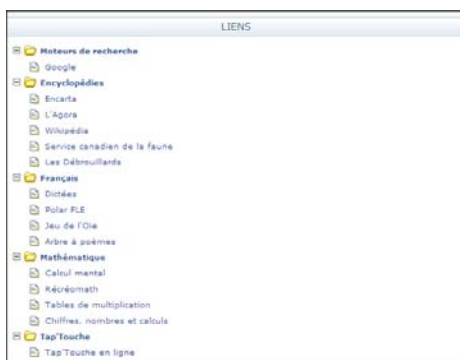 LIENS
Moteurs de recherche
Google
Encyclopédies
Encarta
L'Agora
Wikipédia
Service canadien de la faune
Les Débrouillards
Français
Dictées
Polar FLE
Jeu de l'Oie
Arbre à poèmes
Mathématique
Calcul mental
Récréomath
Tables de multiplication
Chiffres, nombres et calculs
Tap'Touche
Tap'Touche en ligne